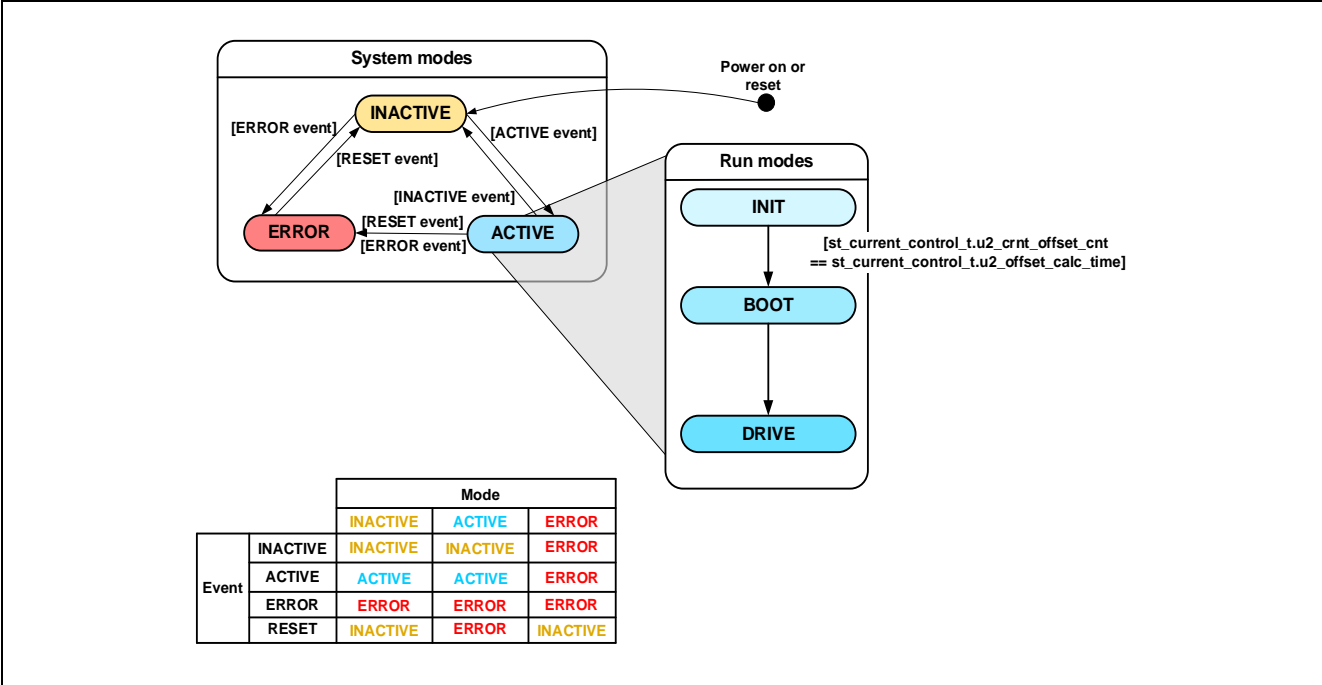 System modes
Power on or
reset
INACTIVE
[ERROR event]
[ACTIVE event]
[RESET event]
[INACTIVE event]
[RESET event]
ERROR
ACTIVE
[ERROR event]
Run modes
INIT
[st_current_control_t.u2_crnt_offset_cnt
== st_current_control_t.u2_offset_calc_time]
BOOT
DRIVE
Mode
INACTIVE ACTIVE ERROR
Event
INACTIVE INACTIVE INACTIVE ERROR
ACTIVE ACTIVE ACTIVE ERROR
ERROR ERROR ERROR ERROR
RESET INACTIVE ERROR INACTIVE